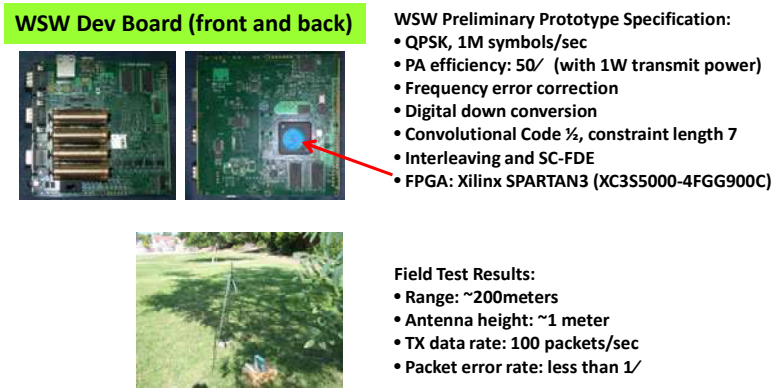 WSW Dev Board (front and back)
WSW Preliminary Prototype Specification:
• QPSK, 1M symbols/sec
• PA efficiency: 50⁄ (with 1W transmit power)
• Frequency error correction
• Digital down conversion
• Convolutional Code ½, constraint length 7
• Interleaving and SC-FDE
• FPGA: Xilinx SPARTAN3 (XC3S5000-4FGG900C)
Field Test Results:
• Range: ~200meters
• Antenna height: ~1 meter
• TX data rate: 100 packets/sec
• Packet error rate: less than 1⁄